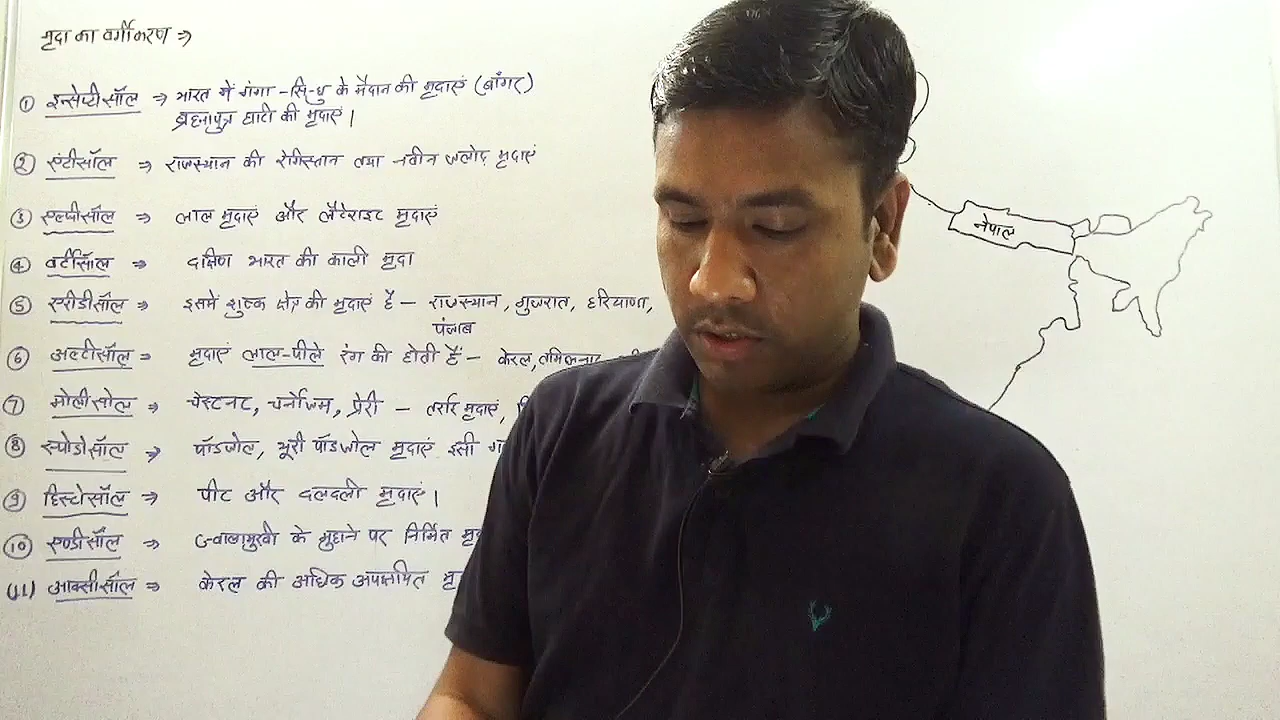 मृदा का वर्गीकरण ⇒
① इन्सेप्टीसॉल ⇒ भारत में गंगा-सिन्धु के मैदान की मृदाएं (बाँगर)
ब्रह्मपुत्र घाटी की मृदाएं।
② एंटीसॉल ⇒ राजस्थान की रेगिस्तान तथा नवीन जलोढ़ मृदाएं
③ एल्फीसॉल ⇒ लाल मृदाएं और लैटेराइट मृदाएं
④ वर्टीसॉल ⇒ दक्षिण भारत की काली मृदा
⑤ एरीडीसॉल ⇒ इसमें शुष्क क्षेत्र की मृदाएं हैं – राजस्थान, गुजरात, हरियाणा,
पंजाब
⑥ अल्टीसॉल ⇒ मृदाएं लाल-पीले रंग की होती हैं – केरल, तमिलनाडु
⑦ मोलीसोल ⇒ चेस्टनट, चर्नोजम, प्रेरी – तराई मृदाएं,
⑧ स्पोडोसॉल ⇒ पॉडजोल, भूरी पॉडजोल मृदाएं इसी
⑨ हिस्टोसॉल ⇒ पीट और दलदली मृदाएं।
⑩ एण्डीसॉल ⇒ ज्वालामुखी के मुहाने पर निर्मित
(11) आक्सीसॉल ⇒ केरल की अधिक अपक्षयित
नेपाल